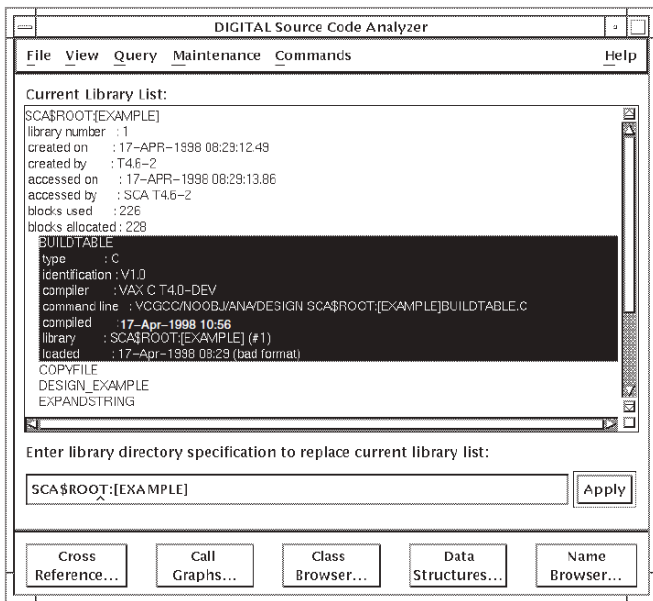 DIGITAL Source Code Analyzer
File View Query Maintenance Commands Help
Current Library List:
SCA$ROOT:[EXAMPLE]
library number : 1
created on : 17-APR-1998 08:29:12.49
created by : T4.6-2
accessed on : 17-APR-1998 08:29:13.86
accessed by : SCA T4.6-2
blocks used : 226
blocks allocated : 228
BUILDTABLE
type : C
identification : V1.0
compiler : VAX C T4.0-DEV
command line : VCGCC/NOOBJ/ANA/DESIGN SCA$ROOT:[EXAMPLE]BUILDTABLE.C
compiled : 17-Apr-1998 10:56
library : SCA$ROOT:[EXAMPLE] (#1)
loaded : 17-Apr-1998 08:29 (bad format)
COPYFILE
DESIGN_EXAMPLE
EXPANDSTRING
Enter library directory specification to replace current library list:
SCA$ROOT:[EXAMPLE]
Apply
Cross Call Class Data Name
Reference... Graphs... Browser... Structures... Browser...